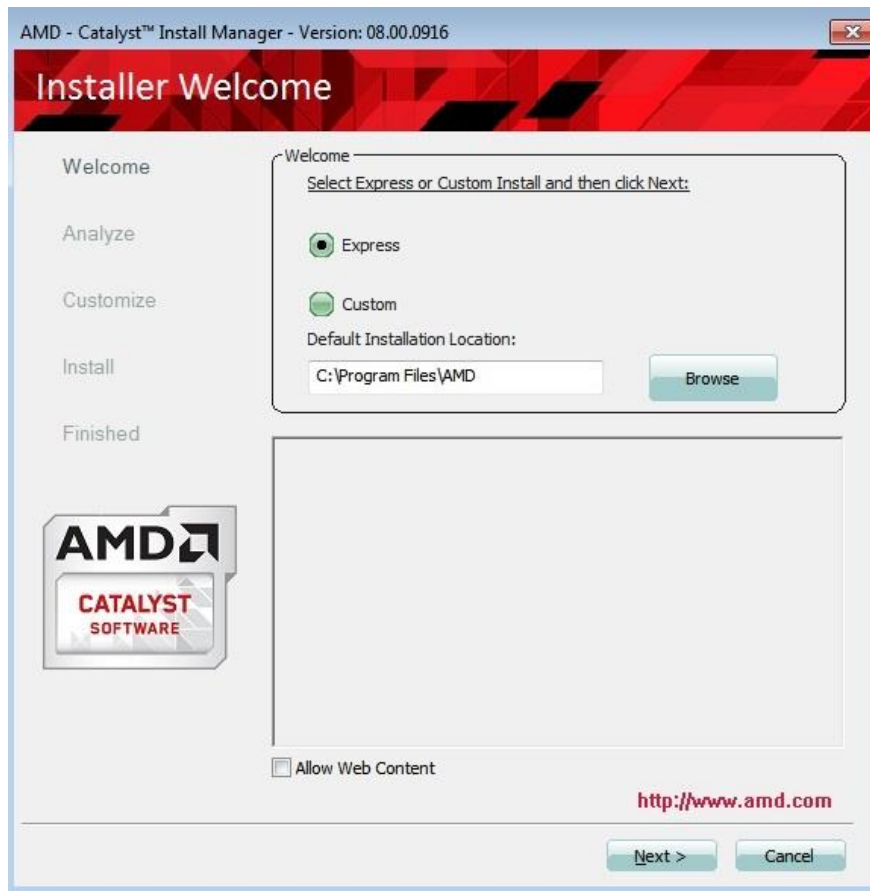 AMD - Catalyst™ Install Manager - Version: 08.00.0916
Installer Welcome
Welcome
Analyze
Customize
Install
Finished
AMD
CATALYST
SOFTWARE
Welcome
Select Express or Custom Install and then click Next:
Express
Custom
Default Installation Location:
C:\Program Files\AMD
Browse
Allow Web Content
http://www.amd.com
Next >
Cancel